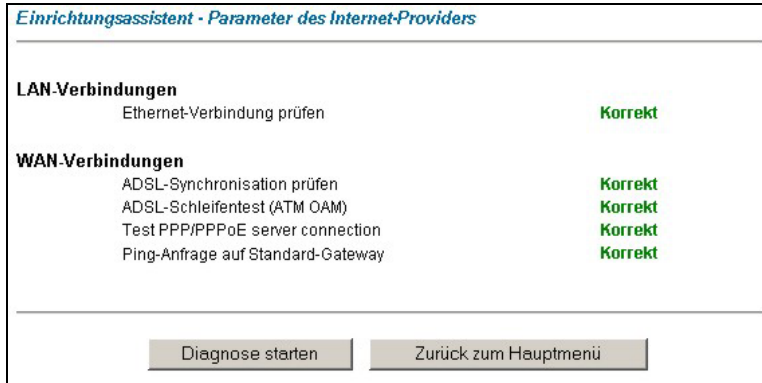 Einrichtungsassistent - Parameter des Internet-Providers
LAN-Verbindungen
Ethernet-Verbindung prüfen Korrekt
WAN-Verbindungen
ADSL-Synchronisation prüfen Korrekt
ADSL-Schleifentest (ATM OAM) Korrekt
Test PPP/PPPoE server connection Korrekt
Ping-Anfrage auf Standard-Gateway Korrekt
Diagnose starten Zurück zum Hauptmenü